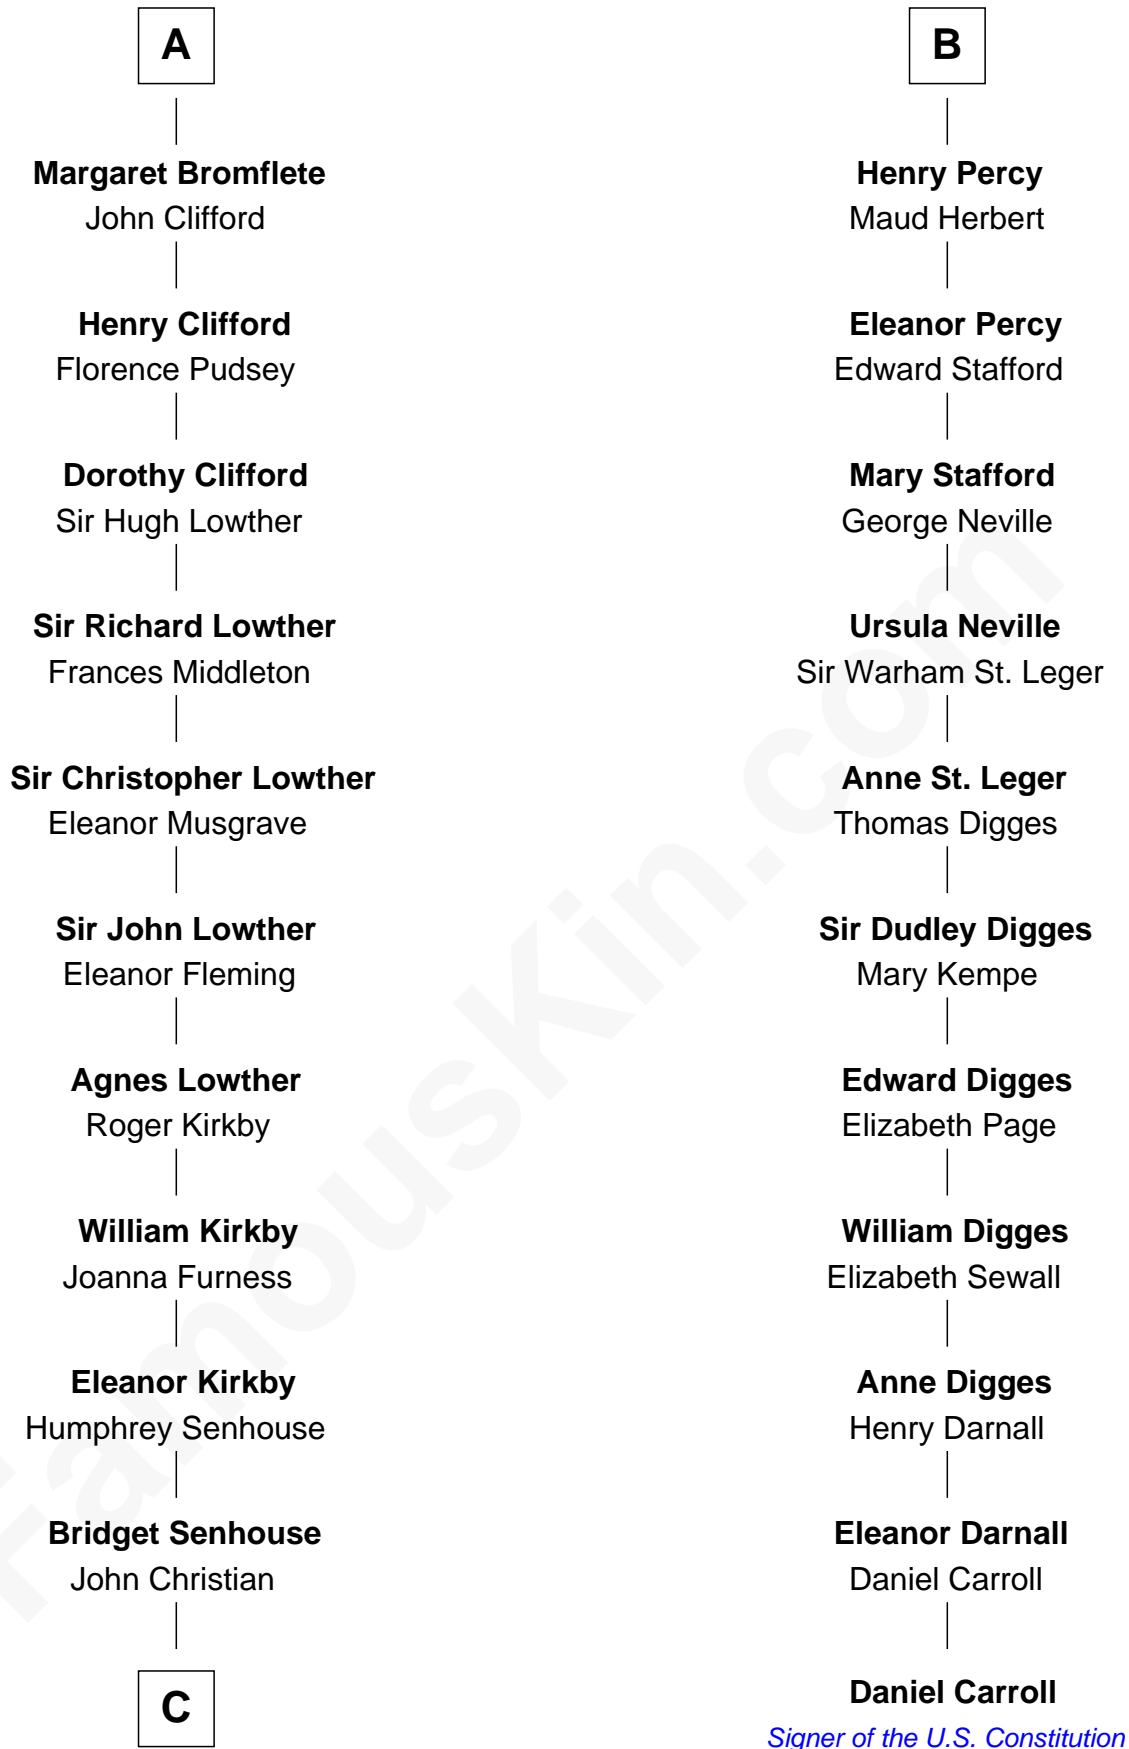 A
Margaret Bromflete
John Clifford
Henry Clifford
Florence Pudsey
Dorothy Clifford
Sir Hugh Lowther
Sir Richard Lowther
Frances Middleton
Sir Christopher Lowther
Eleanor Musgrave
Sir John Lowther
Eleanor Fleming
Agnes Lowther
Roger Kirkby
William Kirkby
Joanna Furness
Eleanor Kirkby
Humphrey Senhouse
Bridget Senhouse
John Christian
C
B
Henry Percy
Maud Herbert
Eleanor Percy
Edward Stafford
Mary Stafford
George Neville
Ursula Neville
Sir Warham St. Leger
Anne St. Leger
Thomas Digges
Sir Dudley Digges
Mary Kempe
Edward Digges
Elizabeth Page
William Digges
Elizabeth Sewall
Anne Digges
Henry Darnall
Eleanor Darnall
Daniel Carroll
Daniel Carroll
Signer of the U.S. Constitution
FamousKin.com